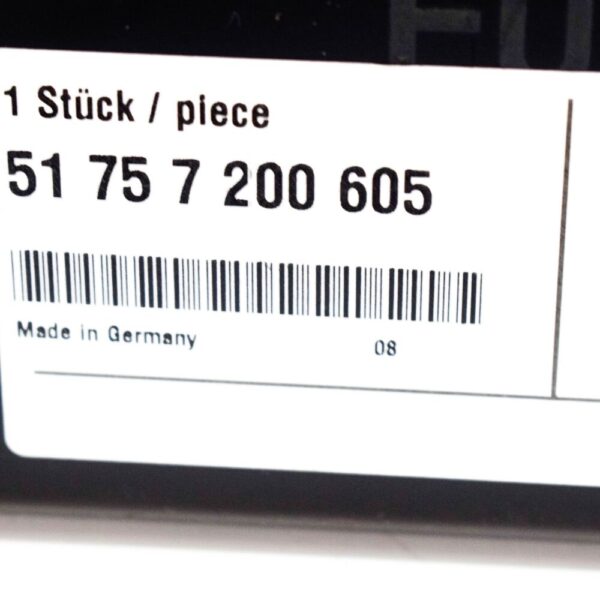 1 Stück / piece
51 75 7 200 605
Made in Germany 08